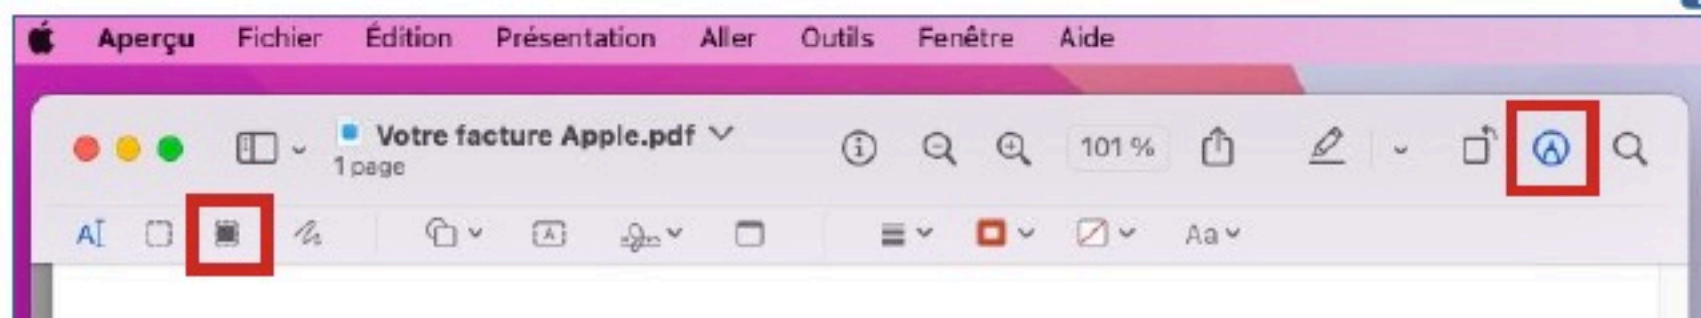 Aperçu Fichier Édition Présentation Aller Outils Fenêtre Aide
Votre facture Apple.pdf
101 %
1 page
A A Aa